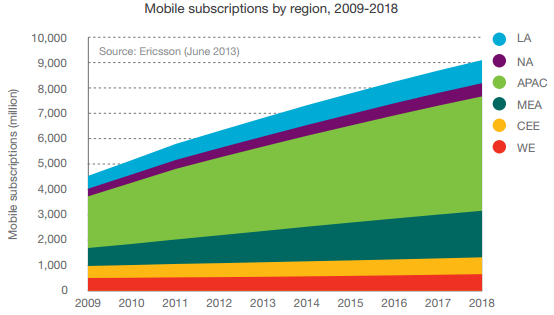 Mobile subscriptions by region, 2009-2018
Source: Ericsson (June 2013)
Mobile subscriptions (million)
10,000
9,000
8,000
7,000
6,000
5,000
4,000
3,000
2,000
1,000
0
2009 2010 2011 2012 2013 2014 2015 2016 2017 2018
LA
NA
APAC
MEA
CEE
WE